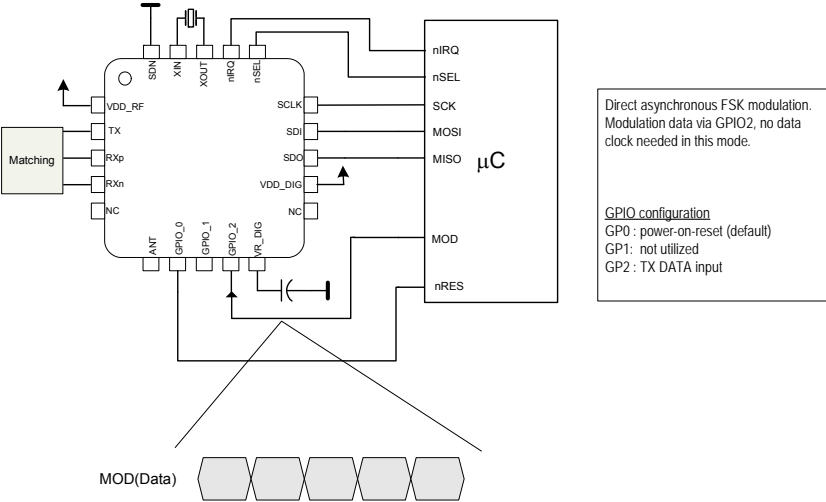 SDN
XIN
XOUT
nIRQ
nSEL
VDD_RF
TX
RXp
RXn
NC
Matching
SCLK
SDI
SDO
VDD_DIG
NC
ANT
GPIO_0
GPIO_1
GPIO_2
VR_DIG
nIRQ
nSEL
SCK
MOSI
MISO
µC
MOD
nRES
Direct asynchronous FSK modulation.
Modulation data via GPIO2, no data
clock needed in this mode.
GPIO configuration
GP0 : power-on-reset (default)
GP1: not utilized
GP2 : TX DATA input
MOD(Data)